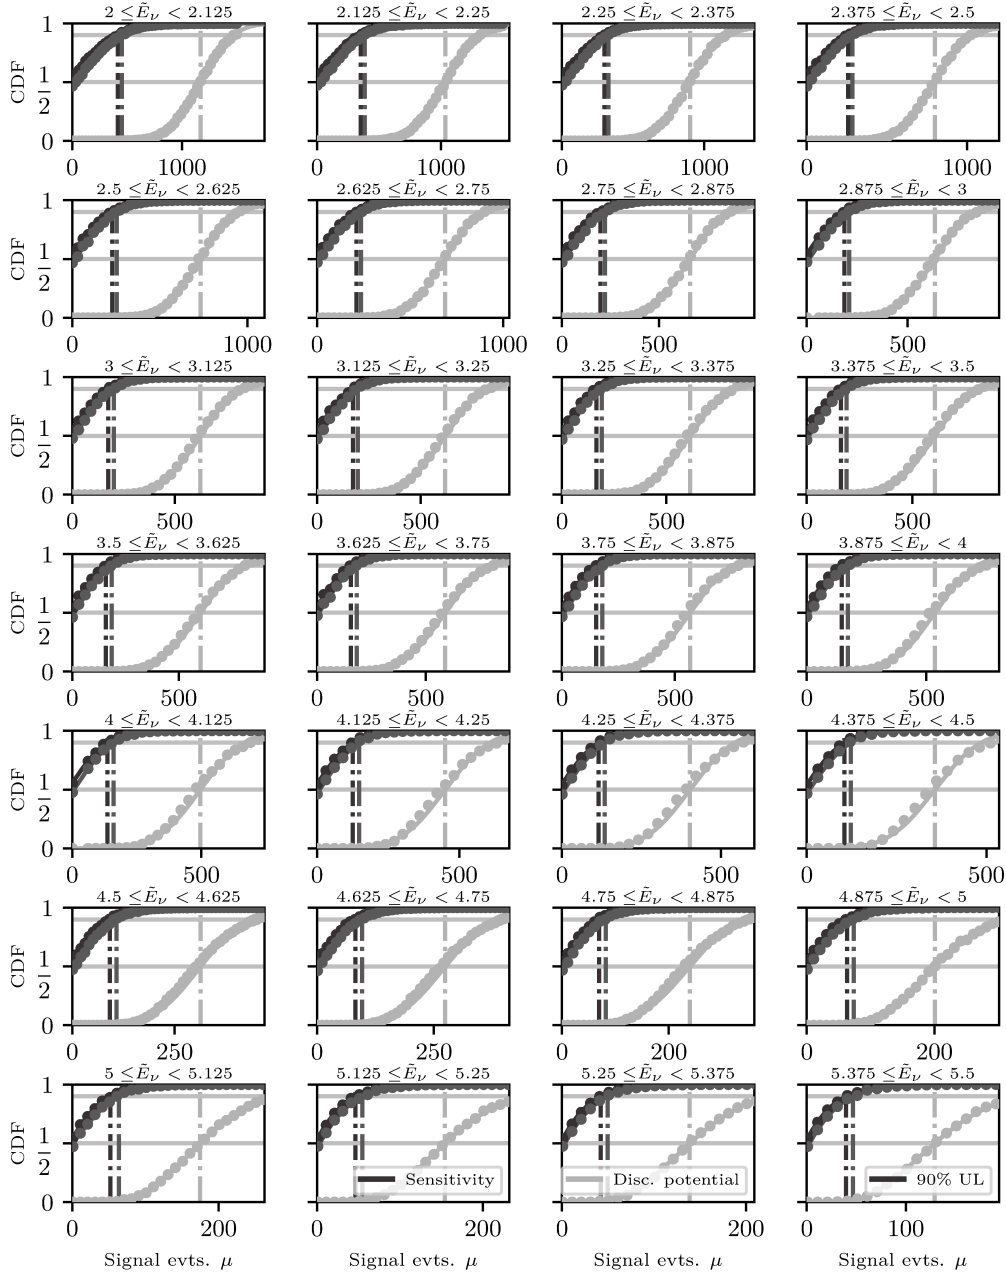 2 ≤Ẽν < 2.125 2.125 ≤Ẽν < 2.25 2.25 ≤Ẽν < 2.375 2.375 ≤Ẽν < 2.5
CDF 1 1/2 0
0 1000 0 1000 0 1000 0 1000
2.5 ≤Ẽν < 2.625 2.625 ≤Ẽν < 2.75 2.75 ≤Ẽν < 2.875 2.875 ≤Ẽν < 3
CDF 1 1/2 0
0 1000 0 1000 0 500 0 500
3 ≤Ẽν < 3.125 3.125 ≤Ẽν < 3.25 3.25 ≤Ẽν < 3.375 3.375 ≤Ẽν < 3.5
CDF 1 1/2 0
0 500 0 500 0 500 0 500
3.5 ≤Ẽν < 3.625 3.625 ≤Ẽν < 3.75 3.75 ≤Ẽν < 3.875 3.875 ≤Ẽν < 4
CDF 1 1/2 0
0 500 0 500 0 500 0 500
4 ≤Ẽν < 4.125 4.125 ≤Ẽν < 4.25 4.25 ≤Ẽν < 4.375 4.375 ≤Ẽν < 4.5
CDF 1 1/2 0
0 500 0 500 0 500 0 500
4.5 ≤Ẽν < 4.625 4.625 ≤Ẽν < 4.75 4.75 ≤Ẽν < 4.875 4.875 ≤Ẽν < 5
CDF 1 1/2 0
0 250 0 250 0 200 0 200
5 ≤Ẽν < 5.125 5.125 ≤Ẽν < 5.25 5.25 ≤Ẽν < 5.375 5.375 ≤Ẽν < 5.5
CDF 1 1/2 0
Sensitivity Disc. potential 90% UL
0 200 0 200 0 200 0 100
Signal evts. μ Signal evts. μ Signal evts. μ Signal evts. μ